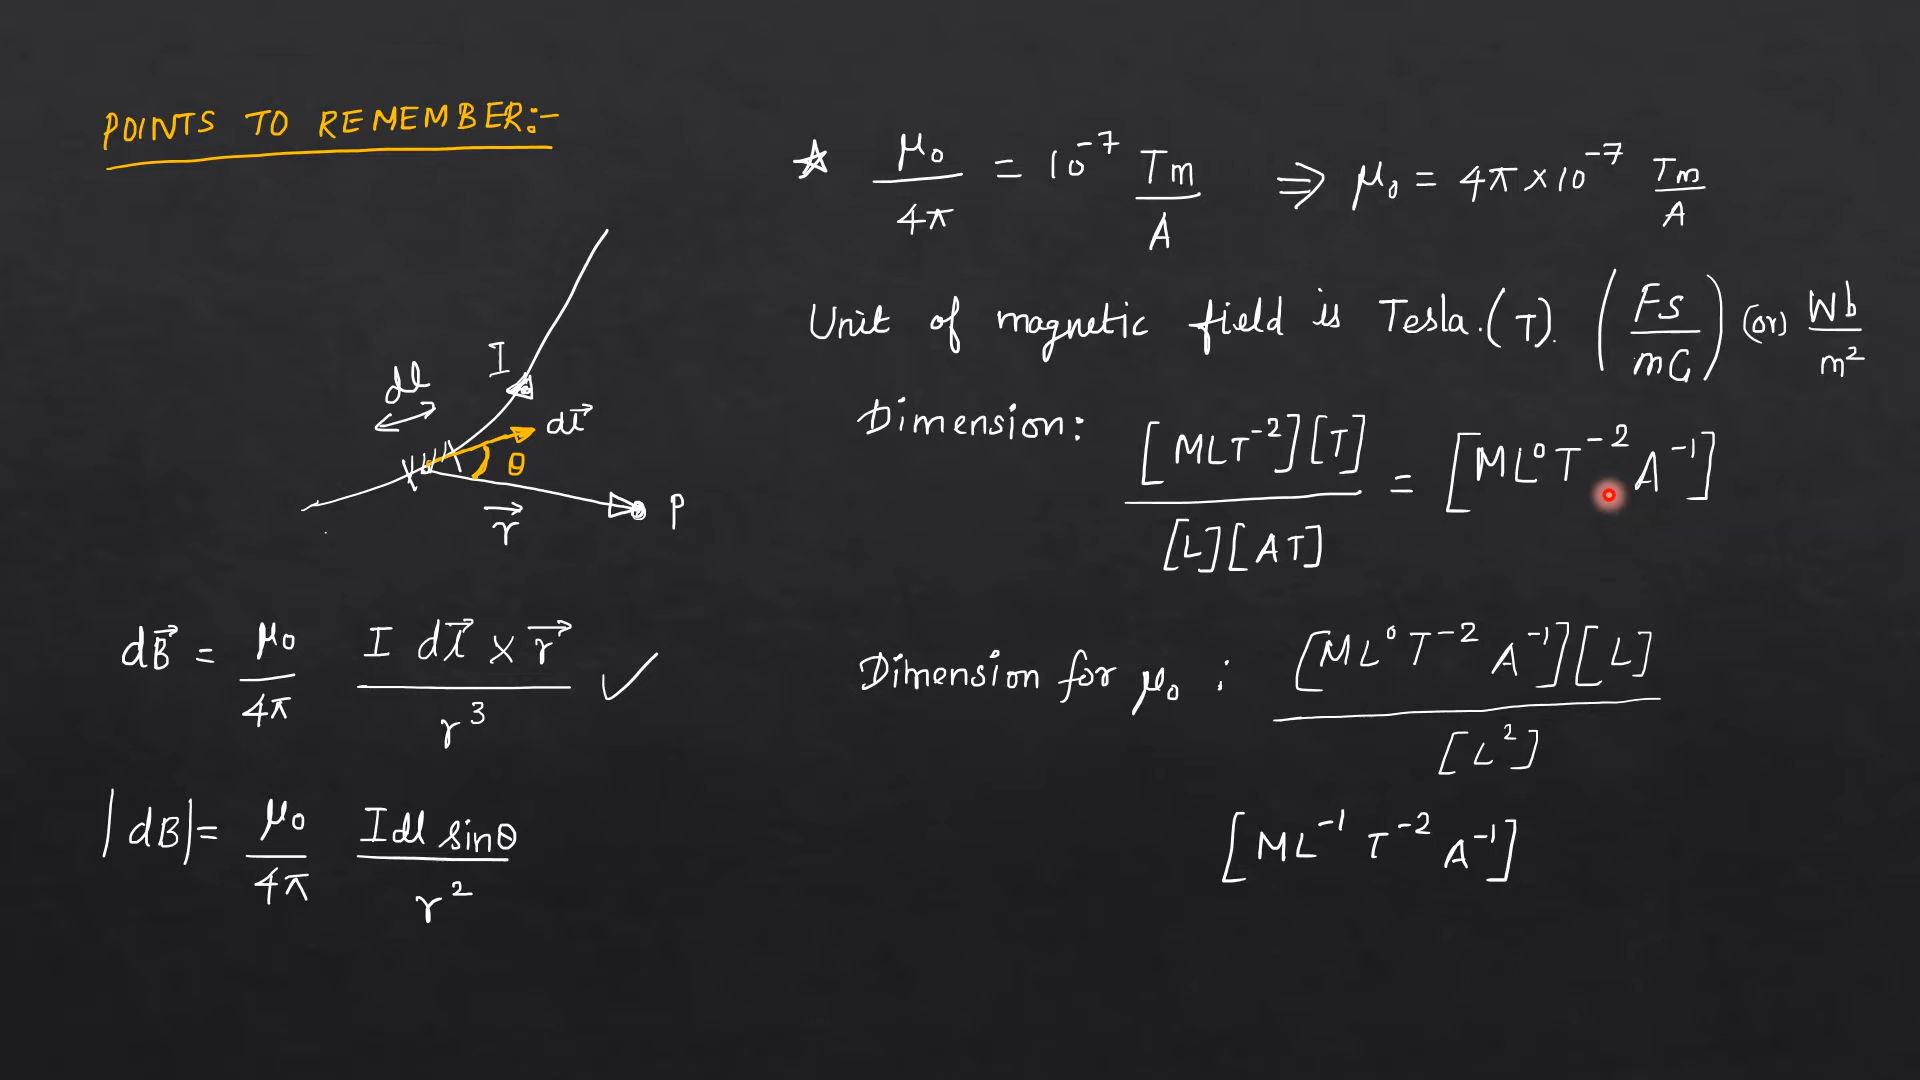 POINTS TO REMEMBER:-
I
dl
dl⃗
θ
r⃗
P
dB⃗ = μ₀/4π I dl⃗ × r⃗/r³ ✓
|dB| = μ₀/4π Idl sinθ/r²
☆ μ₀/4π = 10⁻⁷ Tm/A ⇒ μ₀ = 4π × 10⁻⁷ Tm/A
Unit of magnetic field is Tesla.(T). (Fs/mC) (or) Wb/m²
Dimension: [MLT⁻²][T]/[L][AT] = [ML⁰T⁻²A⁻¹]
Dimension for μ₀ : [ML⁰T⁻²A⁻¹][L]/[L²]
[ML⁻¹T⁻²A⁻¹]